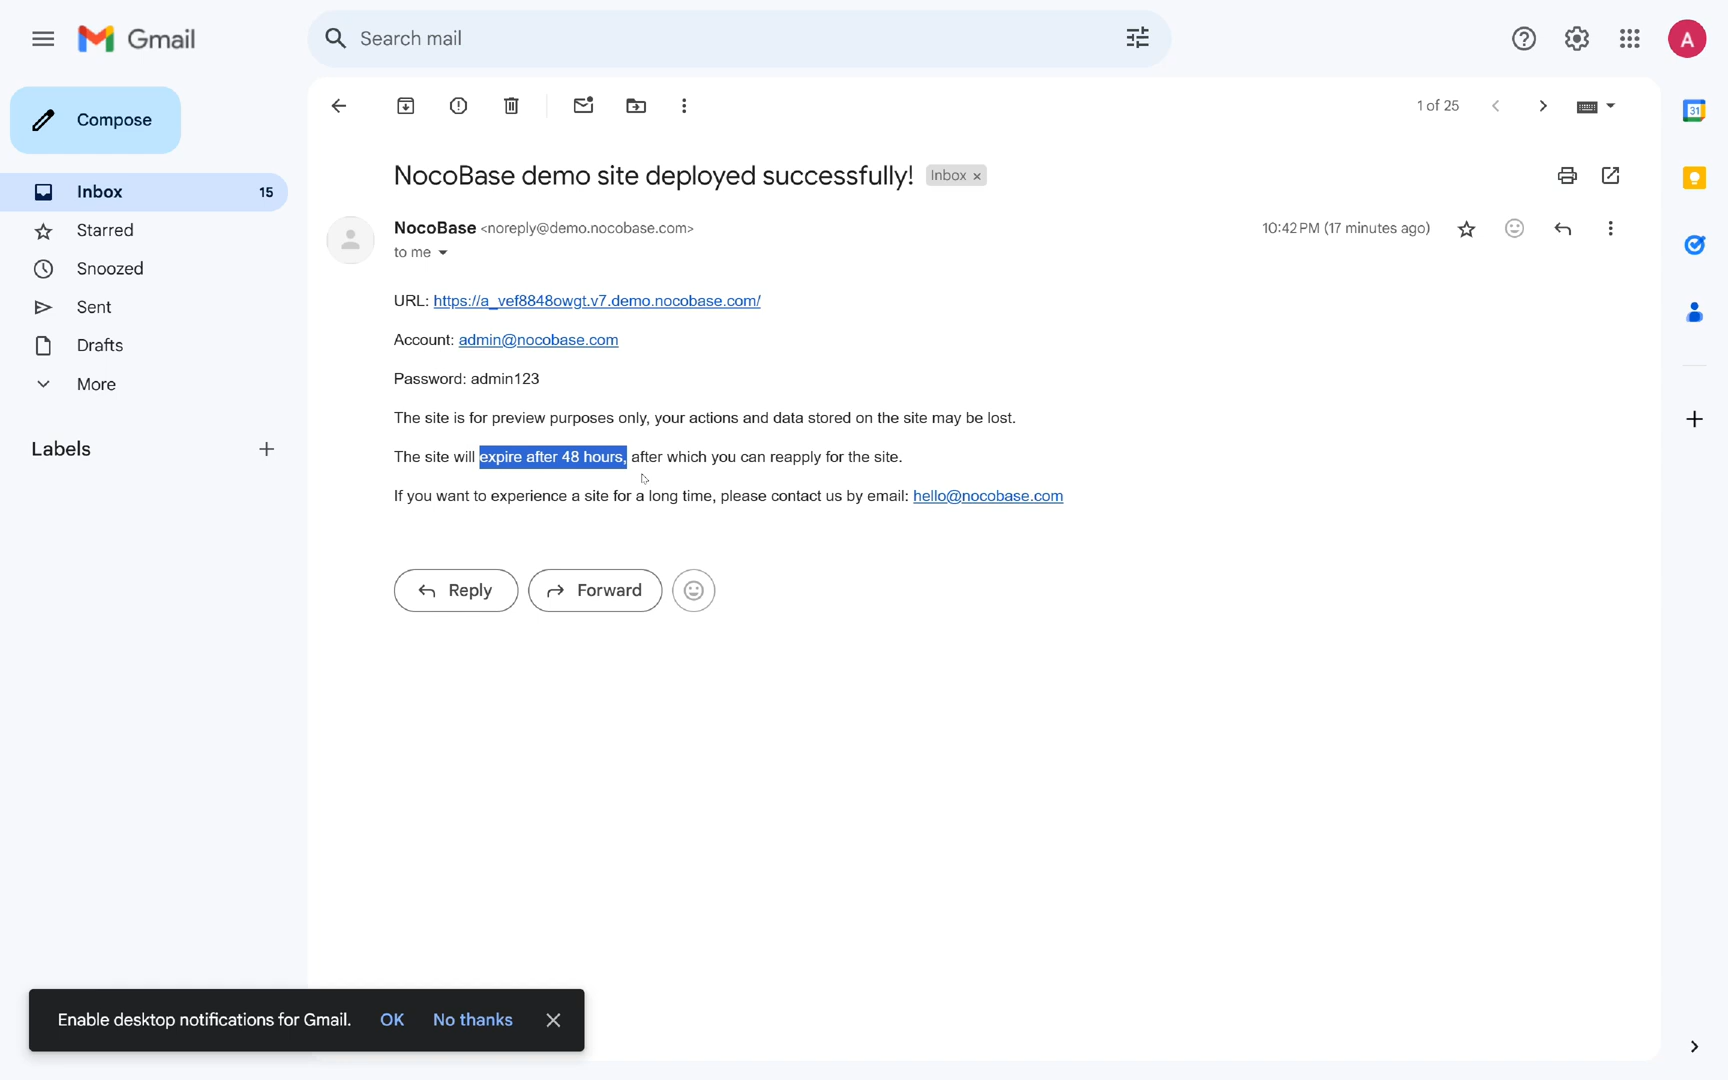 Gmail
Search mail
Compose
1 of 25
Inbox 15
Starred
Snoozed
Sent
Drafts
More
Labels
NocoBase demo site deployed successfully! Inbox ×
NocoBase <noreply@demo.nocobase.com> 10:42 PM (17 minutes ago)
to me
URL: https://a_vef8848owgt.v7.demo.nocobase.com/
Account: admin@nocobase.com
Password: admin123
The site is for preview purposes only, your actions and data stored on the site may be lost.
The site will expire after 48 hours, after which you can reapply for the site.
If you want to experience a site for a long time, please contact us by email: hello@nocobase.com
Reply Forward
Enable desktop notifications for Gmail. OK No thanks
A
31